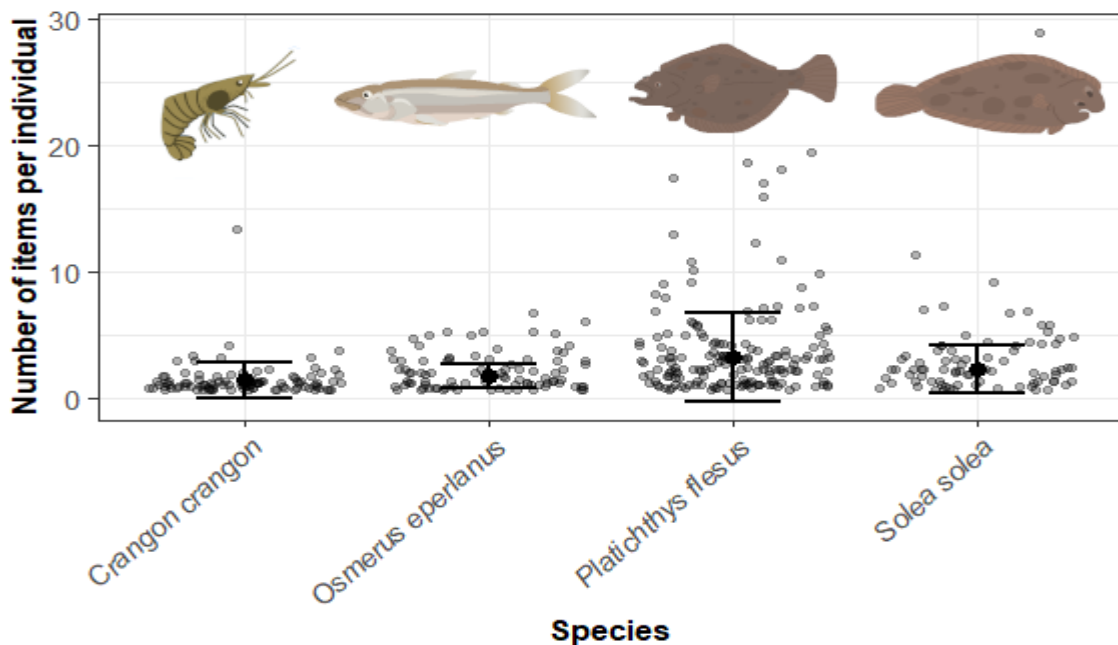 Number of items per individual
30
20
10
0
Crangon crangon
Osmerus eperlanus
Platichthys flesus
Solea solea
Species